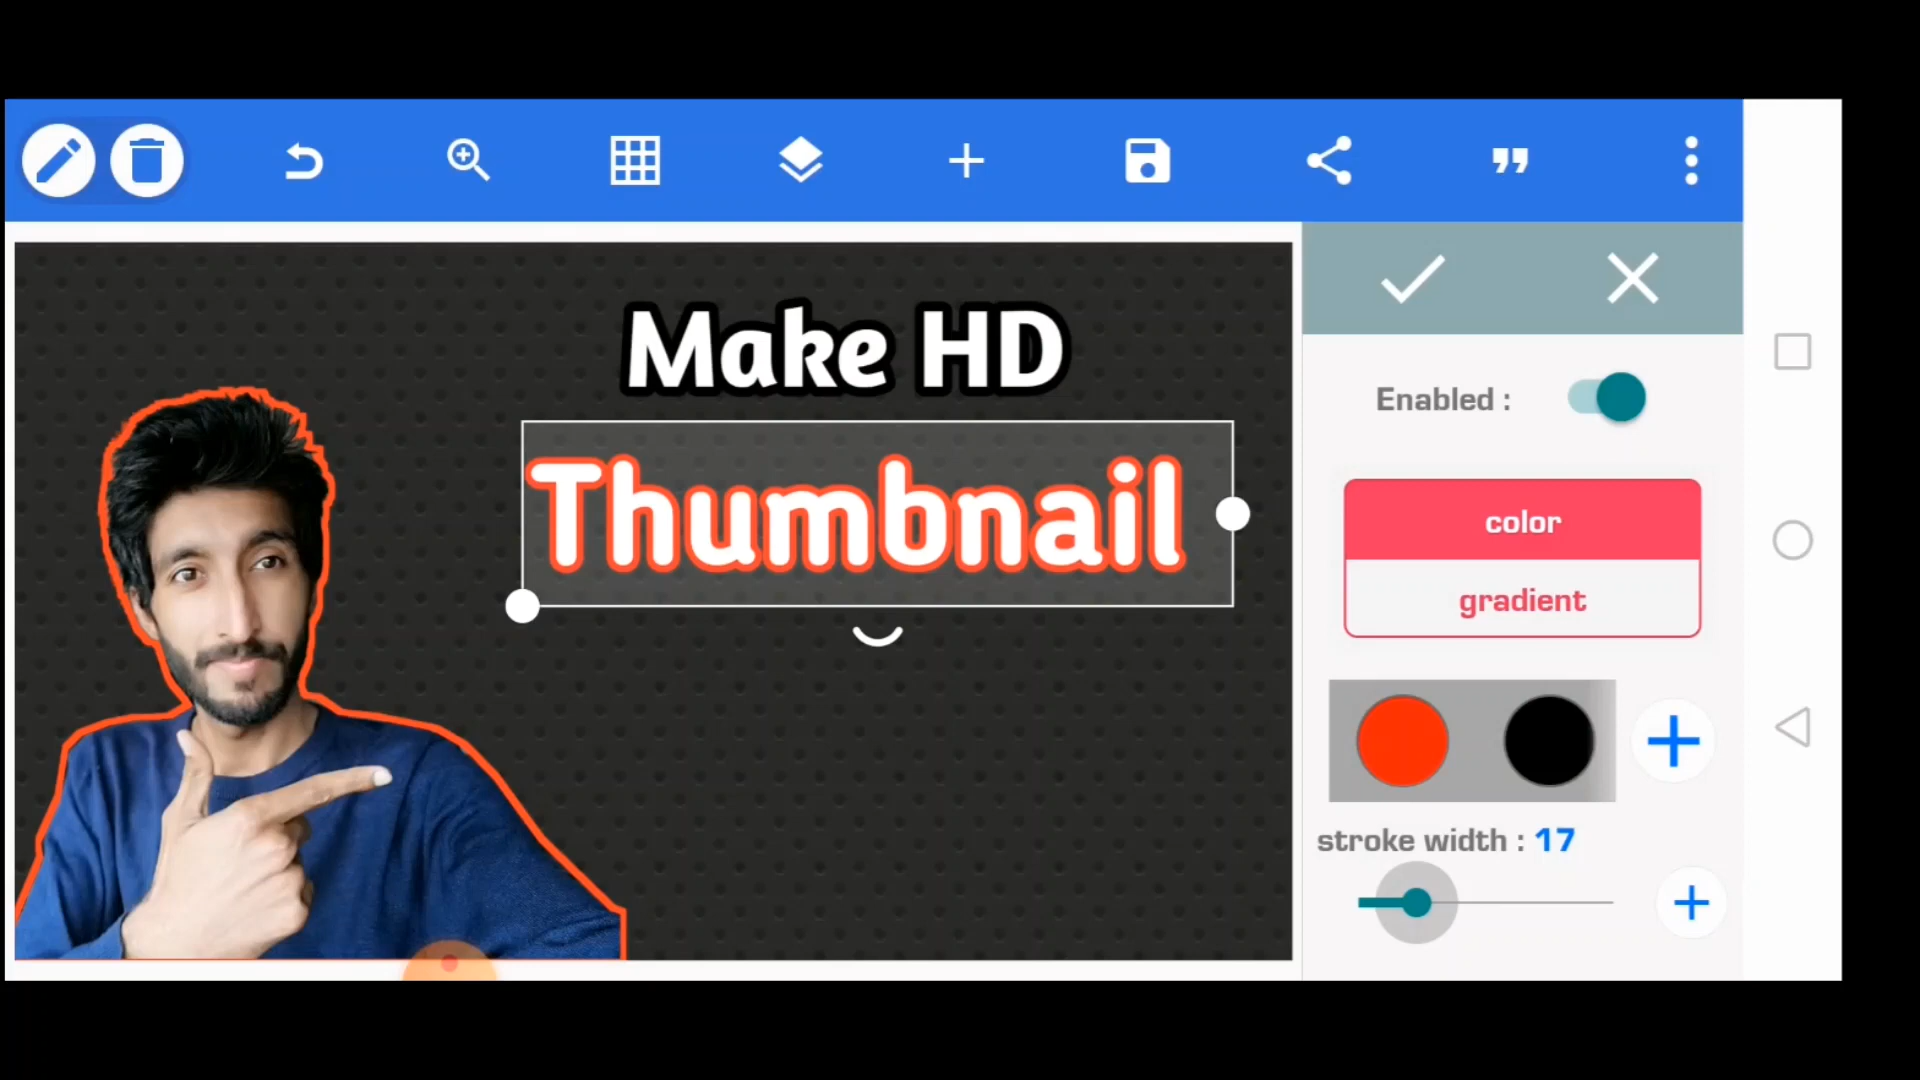 Make HD
Thumbnail
Enabled :
color
gradient
stroke width : 17